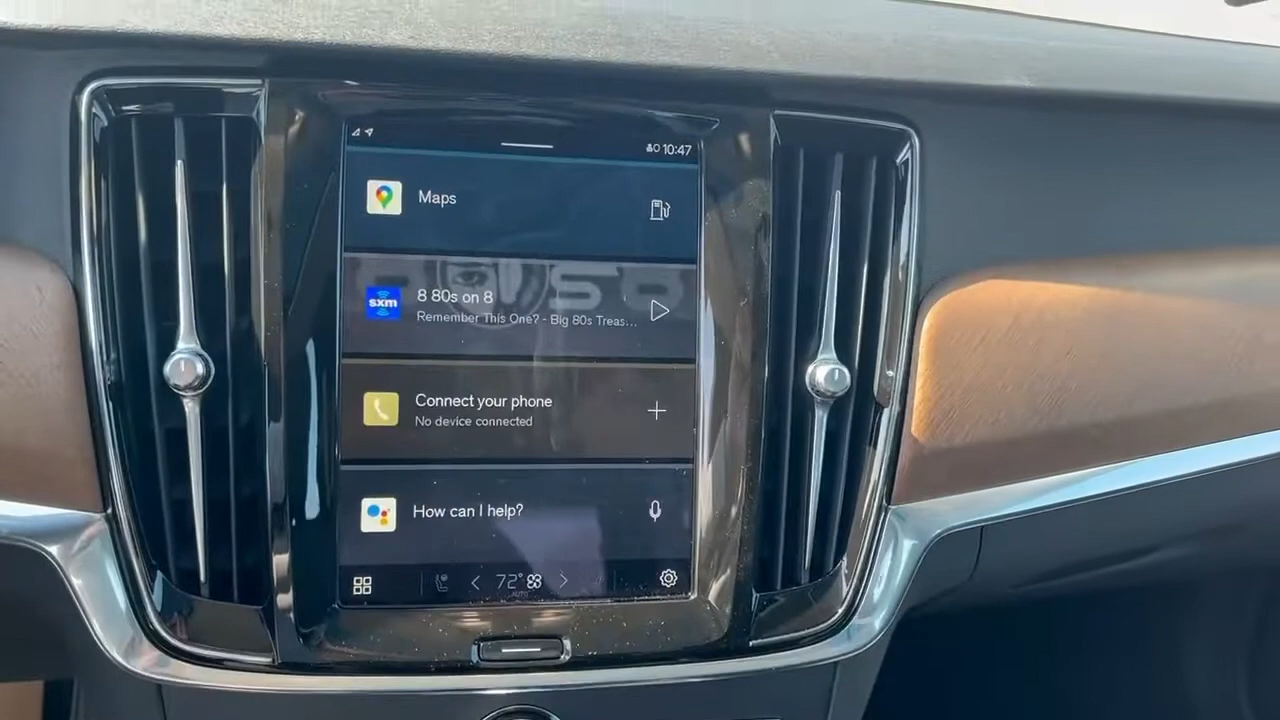 10:47
Maps
sxm
8 80s on 8
Remember This One? - Big 80s Treas...
Connect your phone
No device connected
How can I help?
72°
AUTO